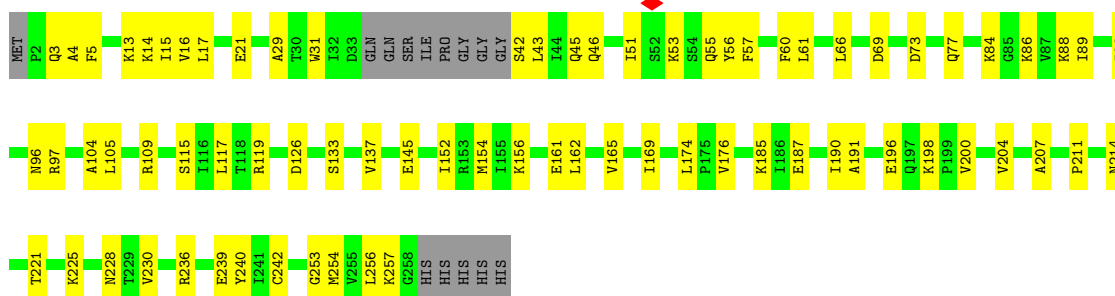 MET P2 Q3 A4 F5 K13 K14 I15 V16 L17 E21 A29 T30 W31 I32 D33 GLN GLN SER ILE PRO GLY GLY GLY S42 L43 I44 Q45 Q46 I51 S52 K53 S54 Q55 Y56 F57 F60 L61 L66 D69 D73 Q77 K84 G85 K86 V87 K88 I89
N96 R97 A104 L105 R109 S115 I116 L117 T118 R119 D126 S133 V137 E145 I152 R153 M154 I155 K156 E161 L162 V165 I169 L174 P175 V176 K185 I186 E187 I190 A191 E196 Q197 K198 P199 V200 V204 A207 P211
T221 K225 N228 T229 V230 R236 E239 Y240 I241 C242 G253 M254 V255 L256 K257 G258 HIS HIS HIS HIS HIS